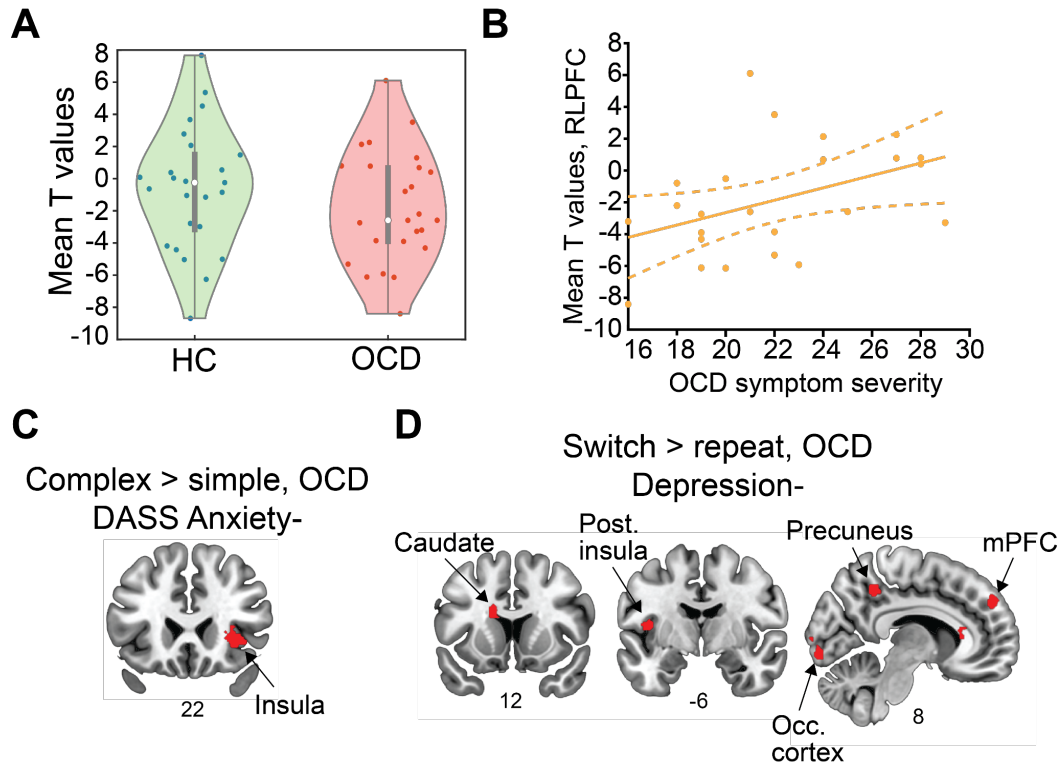 A
8
6
4
2
0
-2
-4
-6
-8
-10
Mean T values
HC
OCD
B
8
6
4
2
0
-2
-4
-6
-8
-10
Mean T values, RLPFC
16
18
20
22
24
26
28
30
OCD symptom severity
C
Complex > simple, OCD
DASS Anxiety-
22
Insula
D
Switch > repeat, OCD
Depression-
Caudate
Post.
insula
Precuneus
mPFC
12
-6
8
Occ.
cortex